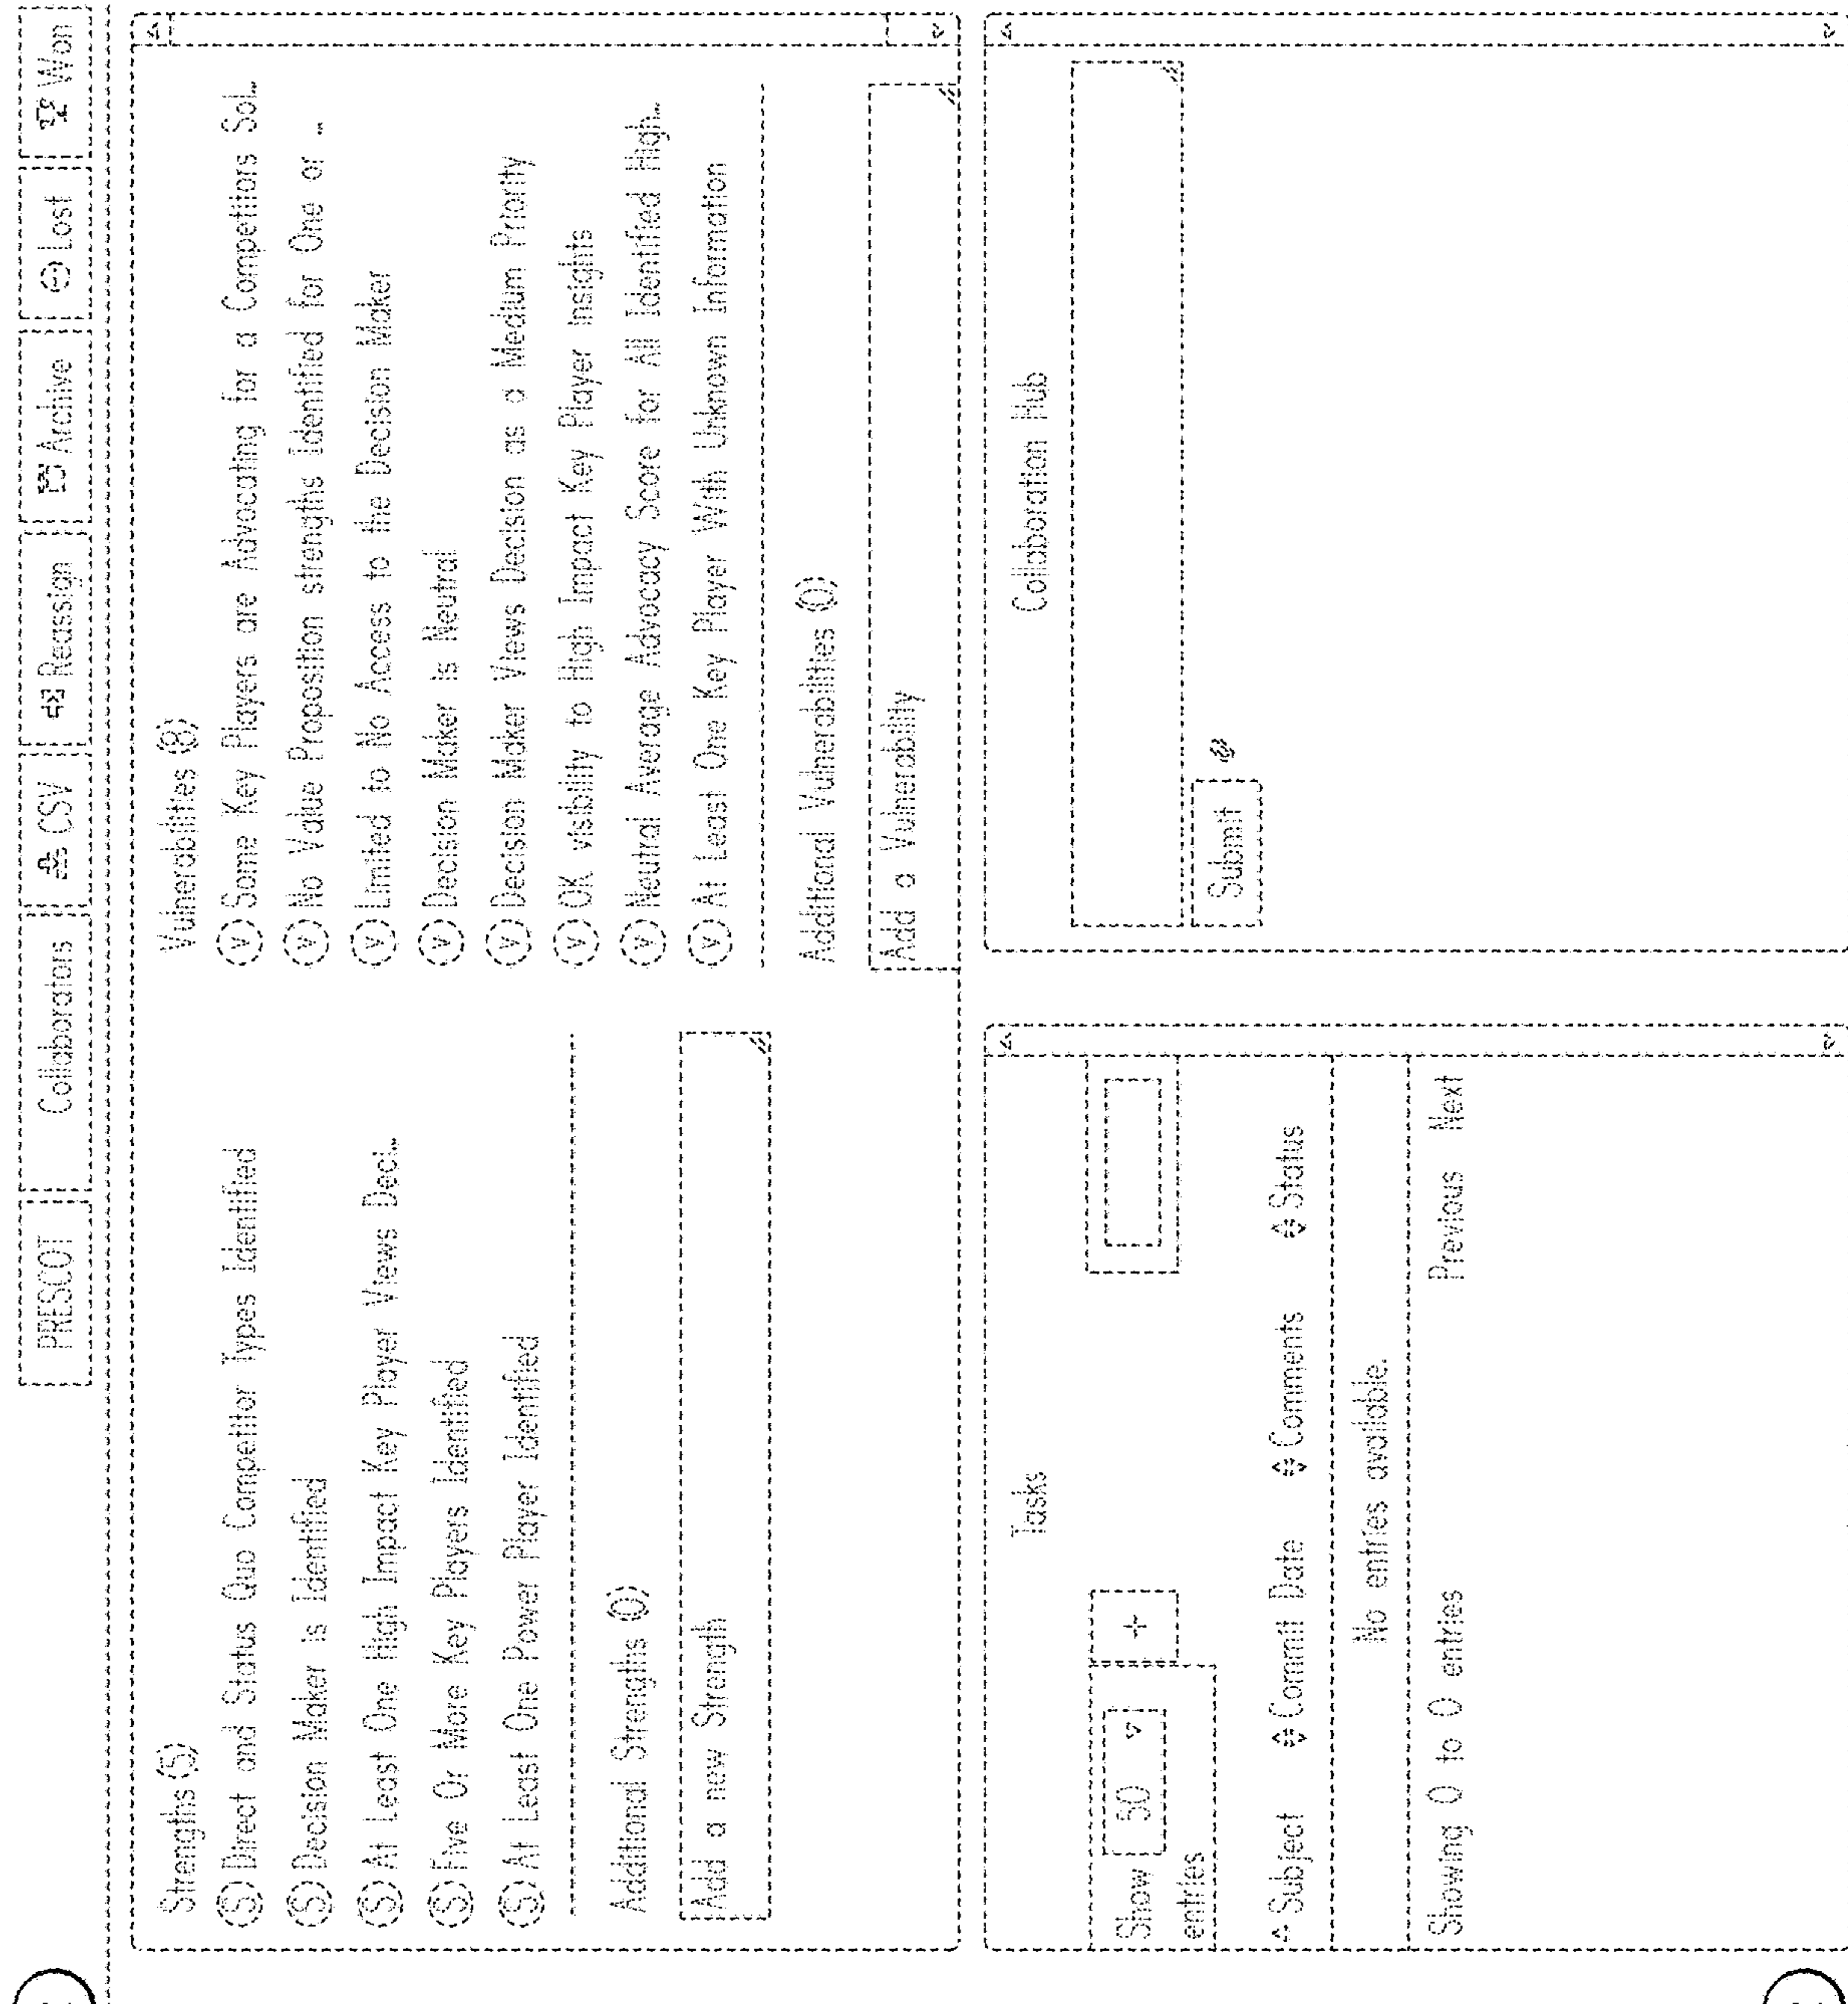 PRESCOT
Collaborators
CSV
Reassign
Archive
Lost
Won
Strengths (5)
(S) Direct and Status Quo Competitor Types Identified
(S) Decision Maker is Identified
(S) At Least One High Impact Key Player Views Deci...
(S) Five Or More Key Players Identified
(S) At Least One Power Player Identified
Additional Strengths (0)
Add a new Strength
Vulnerabilities (8)
(V) Some Key Players are Advocating for a Competitors Sol...
(V) No Value Proposition strengths Identified for One or ...
(V) Limited to No Access to the Decision Maker
(V) Decision Maker is Neutral
(V) Decision Maker Views Decision as a Medium Priority
(V) OK visibility to High Impact Key Player Insights
(V) Neutral Average Advocacy Score for All Identified High...
(V) At Least One Key Player With Unknown Information
Additional Vulnerabilities (0)
Add a Vulnerability
Tasks
Show 50
entries
+
Subject Commit Date Comments Status
No entries available.
Showing 0 to 0 entries Previous Next
Collaboration Hub
Submit